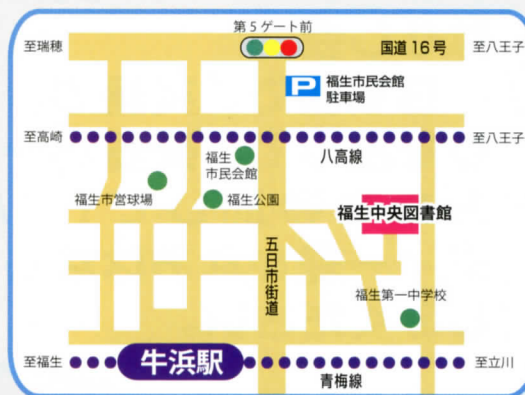 第5ゲート前
至瑞穂
国道16号
至八王子
P
福生市民会館
駐車場
至高崎
至八王子
八高線
福生
市民会館
福生市営球場
福生公園
福生中央図書館
五日市街道
福生第一中学校
至福生
牛浜駅
至立川
青梅線